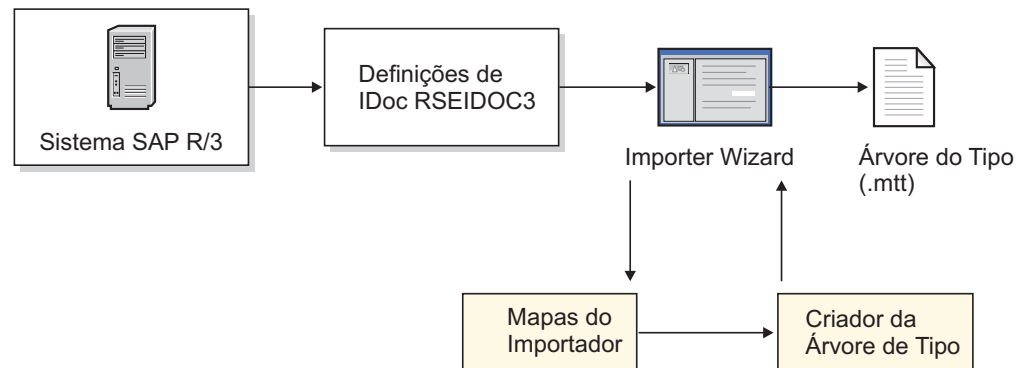 Sistema SAP R/3
Definições de
IDoc RSEIDOC3
Importer Wizard
Árvore do Tipo
(.mtt)
Mapas do
Importador
Criador da
Árvore de Tipo